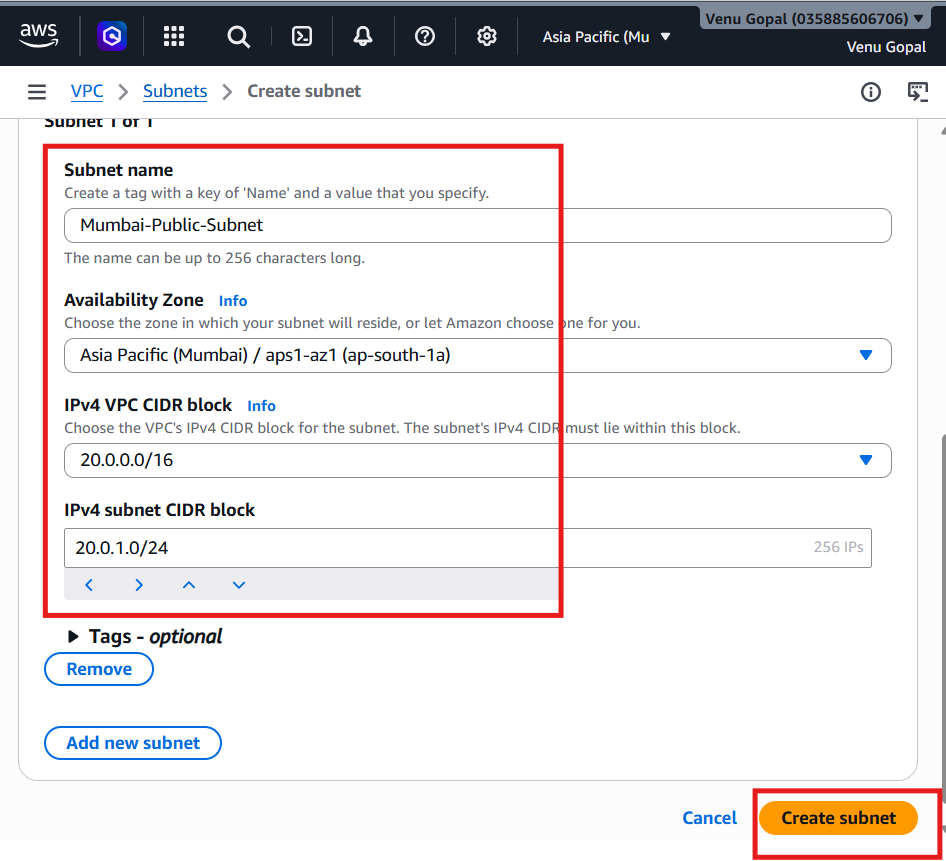 aws
Asia Pacific (Mu
Venu Gopal (035885606706)
Venu Gopal
VPC
Subnets
Create subnet
Subnet 1 of 1
Subnet name
Create a tag with a key of 'Name' and a value that you specify.
Mumbai-Public-Subnet
The name can be up to 256 characters long.
Availability Zone Info
Choose the zone in which your subnet will reside, or let Amazon choose one for you.
Asia Pacific (Mumbai) / aps1-az1 (ap-south-1a)
IPv4 VPC CIDR block Info
Choose the VPC's IPv4 CIDR block for the subnet. The subnet's IPv4 CIDR must lie within this block.
20.0.0.0/16
IPv4 subnet CIDR block
20.0.1.0/24 256 IPs
Tags - optional
Remove
Add new subnet
Cancel Create subnet